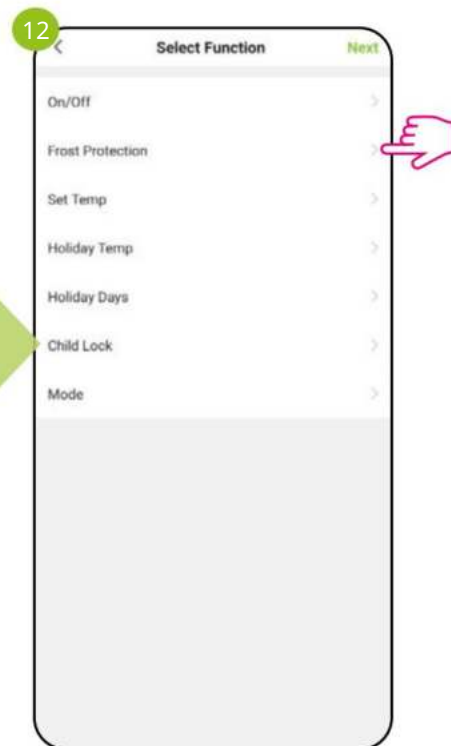 12
Select Function
Next
On/Off
Frost Protection
Set Temp
Holiday Temp
Holiday Days
Child Lock
Mode